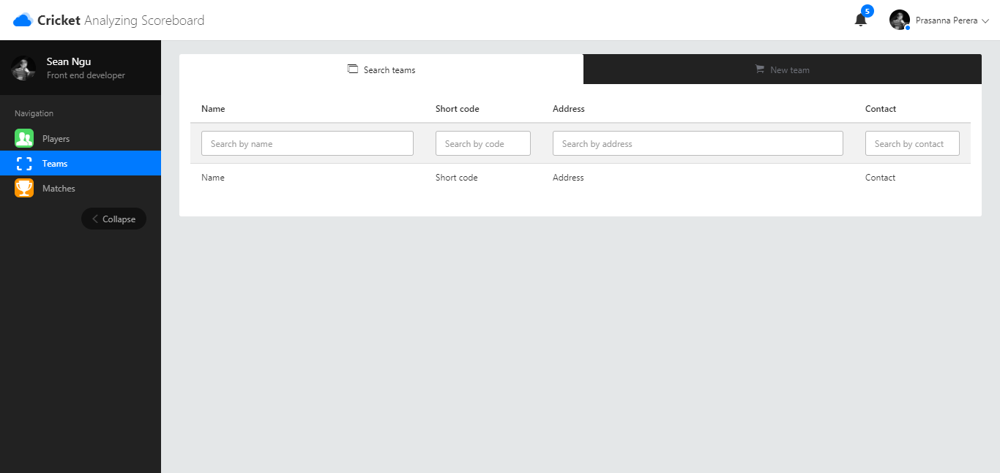 Cricket Analyzing Scoreboard
5
Prasanna Perera
Sean Ngu
Front end developer
Navigation
Players
Teams
Matches
Collapse
Search teams
New team
Name Short code Address Contact
Search by name Search by code Search by address Search by contact
Name Short code Address Contact